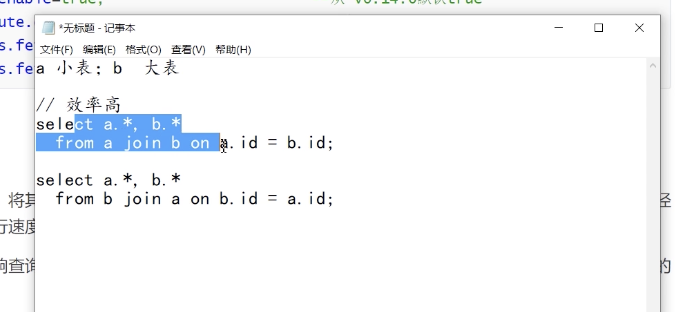 enable=true;
从 v0.14.0默认true
ute.
*无标题 - 记事本
s.fe
文件(F) 编辑(E) 格式(O) 查看(V) 帮助(H)
s.fe
a 小表；b 大表
// 效率高
select a.*, b.*
from a join b on a.id = b.id;
select a.*, b.*
from b join a on b.id = a.id;
将其
行速度
响查询
的